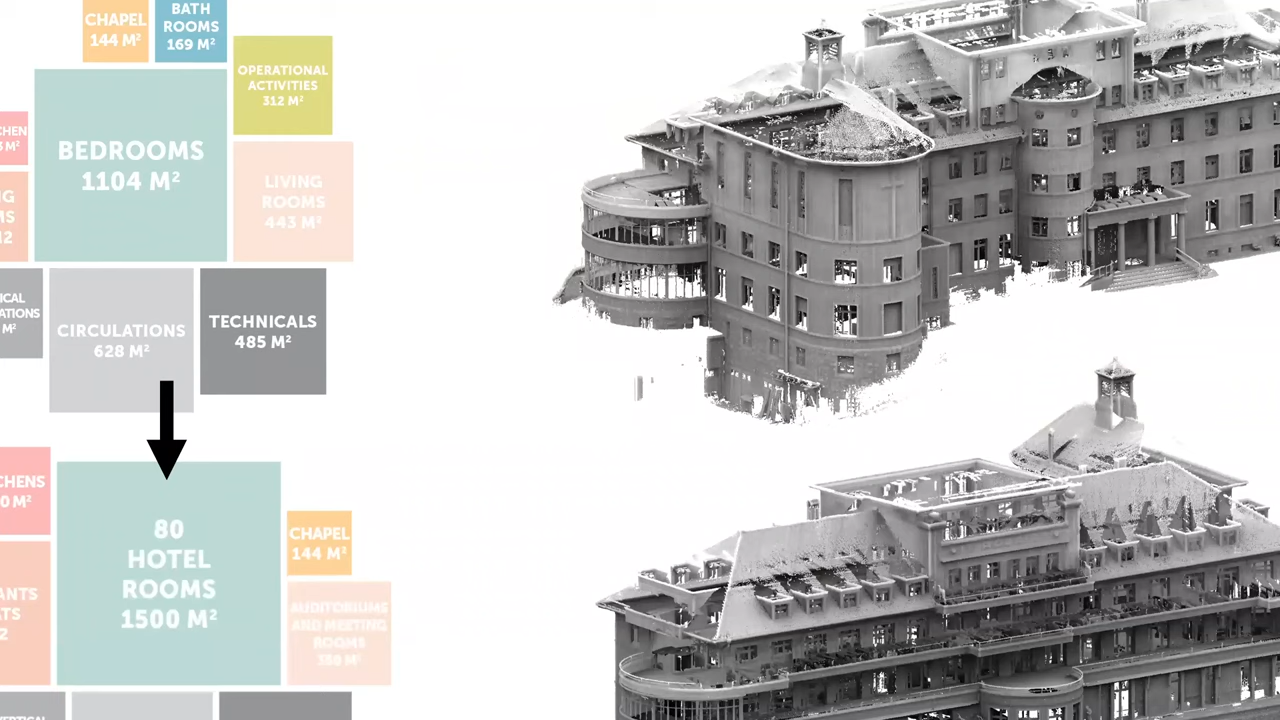 CHAPEL
144 M²
BATH
ROOMS
169 M²
OPERATIONAL
ACTIVITIES
312 M²
BEDROOMS
1104 M²
LIVING
ROOMS
443 M²
CIRCULATIONS
628 M²
TECHNICALS
485 M²
80
HOTEL
ROOMS
1500 M²
CHAPEL
144 M²
AUDITORIUMS
AND MEETING
ROOMS